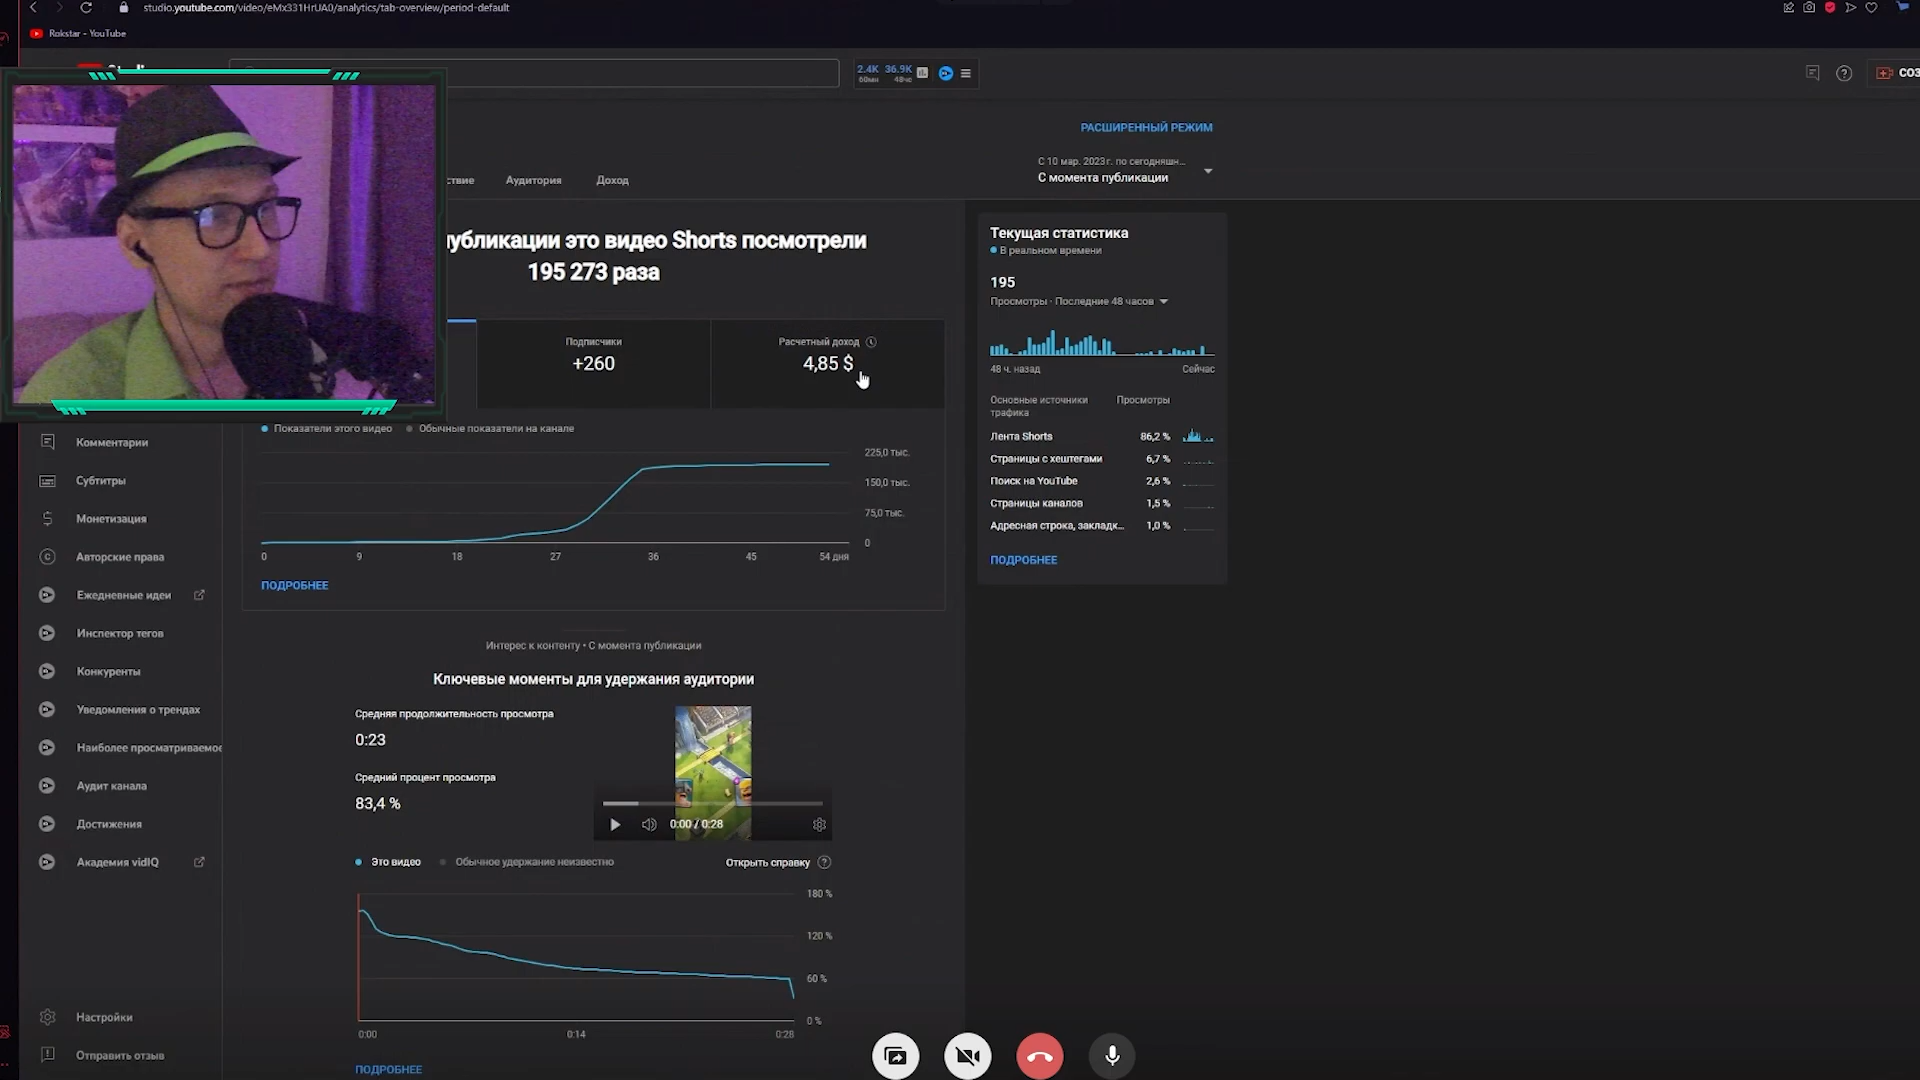 studio.youtube.com/video/eMx331HrUA0/analytics/tab-overview/period-default
Rokstar - YouTube
2.4K 36.9K
60мин 48чс
СОЗ
РАСШИРЕННЫЙ РЕЖИМ
ствие
Аудитория
Доход
С 10 мар. 2023 г. по сегодняшн...
С момента публикации
убликации это видео Shorts посмотрели
195 273 раза
Подписчики
+260
Расчетный доход
4,85 $
Показатели этого видео
Обычные показатели на канале
225,0 тыс.
150,0 тыс.
75,0 тыс.
0
0 9 18 27 36 45 54 дня
ПОДРОБНЕЕ
Текущая статистика
В реальном времени
195
Просмотры · Последние 48 часов
48 ч. назад
Сейчас
Основные источники трафика
Просмотры
Лента Shorts 86,2 %
Страницы с хештегами 6,7 %
Поиск на YouTube 2,6 %
Страницы каналов 1,5 %
Адресная строка, закладк... 1,0 %
ПОДРОБНЕЕ
Комментарии
Субтитры
Монетизация
Авторские права
Ежедневные идеи
Инспектор тегов
Конкуренты
Уведомления о трендах
Наиболее просматриваемое
Аудит канала
Достижения
Академия vidIQ
Настройки
Отправить отзыв
Интерес к контенту • С момента публикации
Ключевые моменты для удержания аудитории
Средняя продолжительность просмотра
0:23
Средний процент просмотра
83,4 %
0:00 / 0:28
Это видео
Обычное удержание неизвестно
Открыть справку
180 %
120 %
60 %
0 %
0:00 0:14 0:28
ПОДРОБНЕЕ